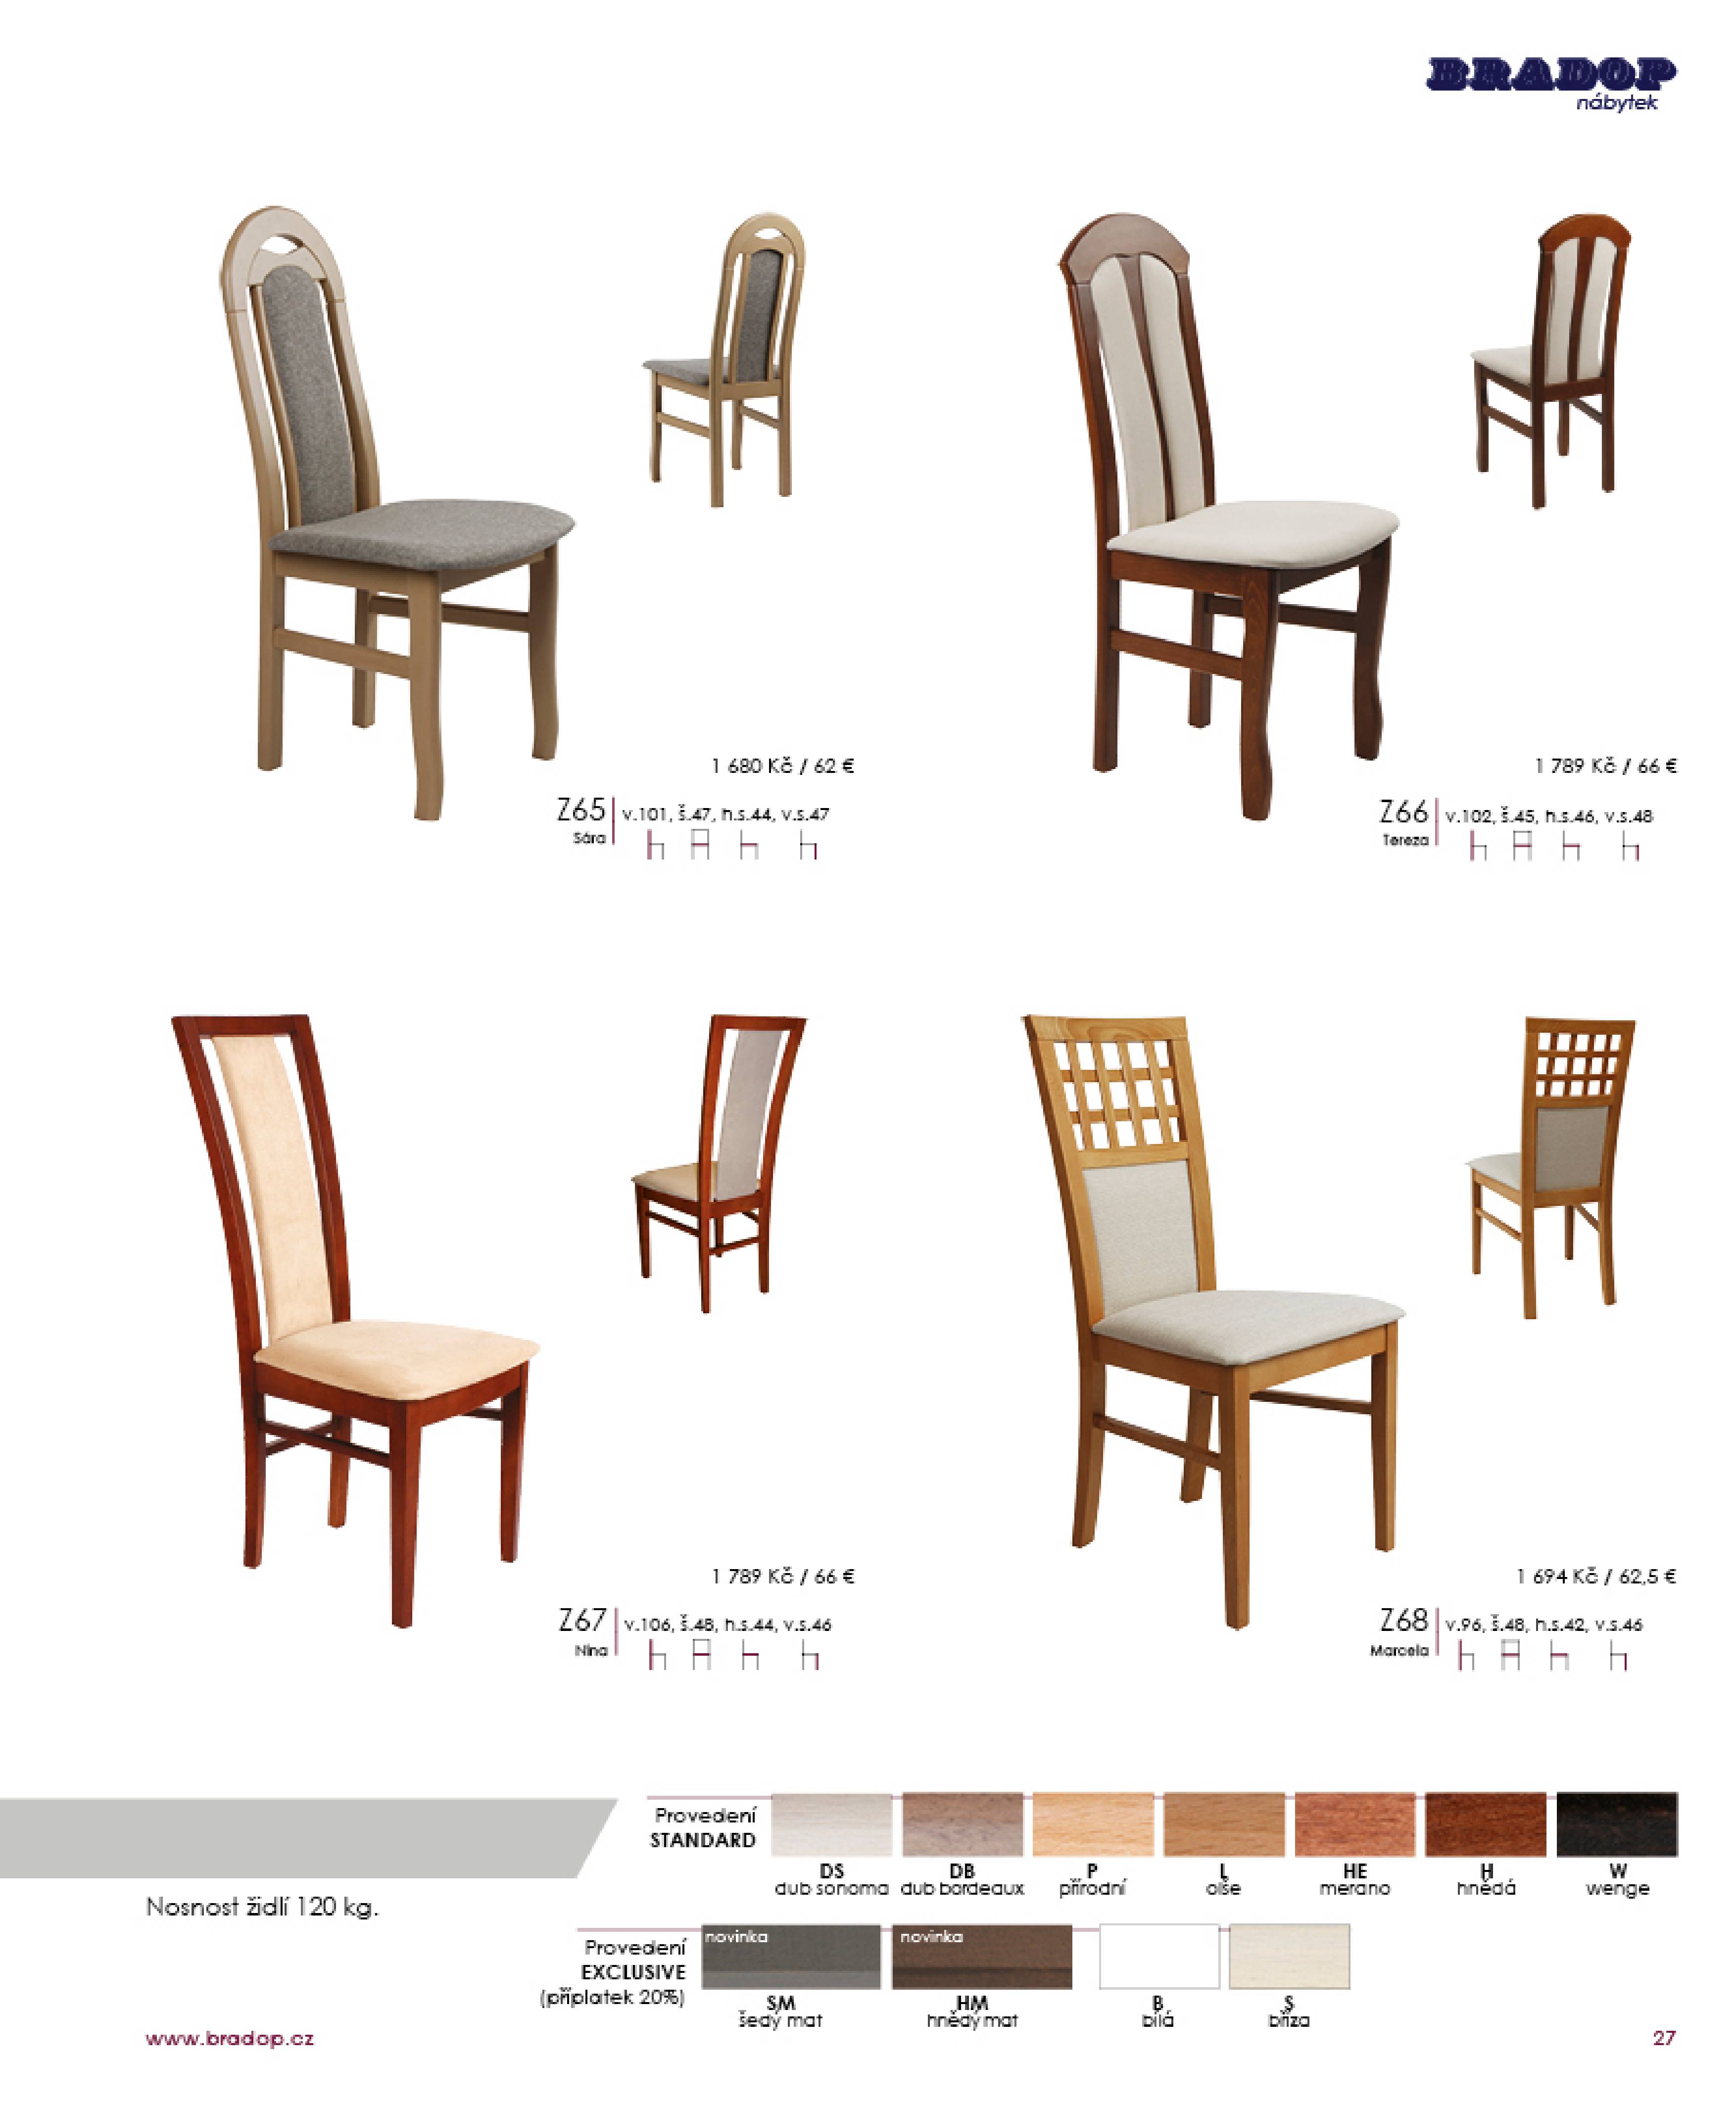 BRADOP
nábytek
1 680 Kč / 62 €
Z65
Sára
v.101, š.47, h.s.44, v.s.47
1 789 Kč / 66 €
Z66
Tereza
v.102, š.45, h.s.46, v.s.48
1 789 Kč / 66 €
Z67
Nina
v.106, š.48, h.s.44, v.s.46
1 694 Kč / 62,5 €
Z68
Marcela
v.96, š.48, h.s.42, v.s.46
Provedení
STANDARD
DS
dub sonoma
DB
dub bordeaux
P
přírodní
L
olše
HE
merano
H
hnědá
W
wenge
Nosnost židlí 120 kg.
Provedení
EXCLUSIVE
(příplatek 20%)
novinka
novinka
SM
šedý mat
HM
hnědý mat
B
bílá
S
bříza
www.bradop.cz
27